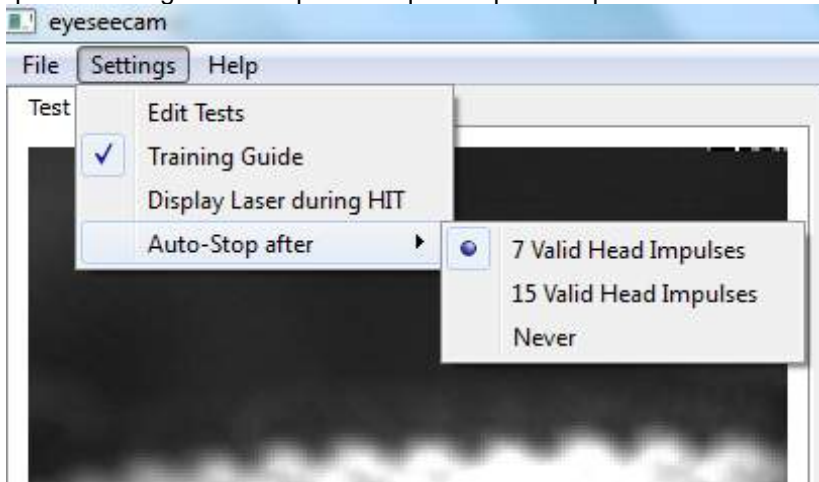 eyeseecam
File Settings Help
Test
Edit Tests
Training Guide
Display Laser during HIT
Auto-Stop after
7 Valid Head Impulses
15 Valid Head Impulses
Never